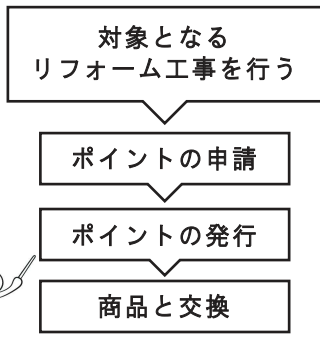 対象となる
リフォーム工事を行う
ポイントの申請
ポイントの発行
商品と交換